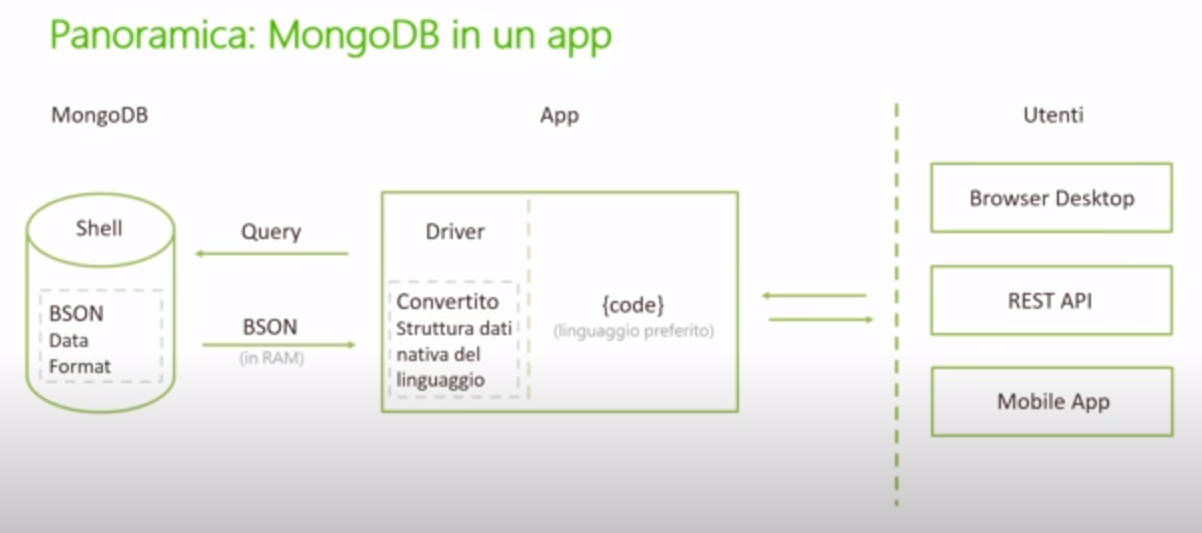 Panoramica: MongoDB in un app
MongoDB
App
Utenti
Shell
BSON
Data
Format
Query
BSON
(in RAM)
Driver
Convertito
Struttura dati
nativa del
linguaggio
{code}
(linguaggio preferito)
Browser Desktop
REST API
Mobile App